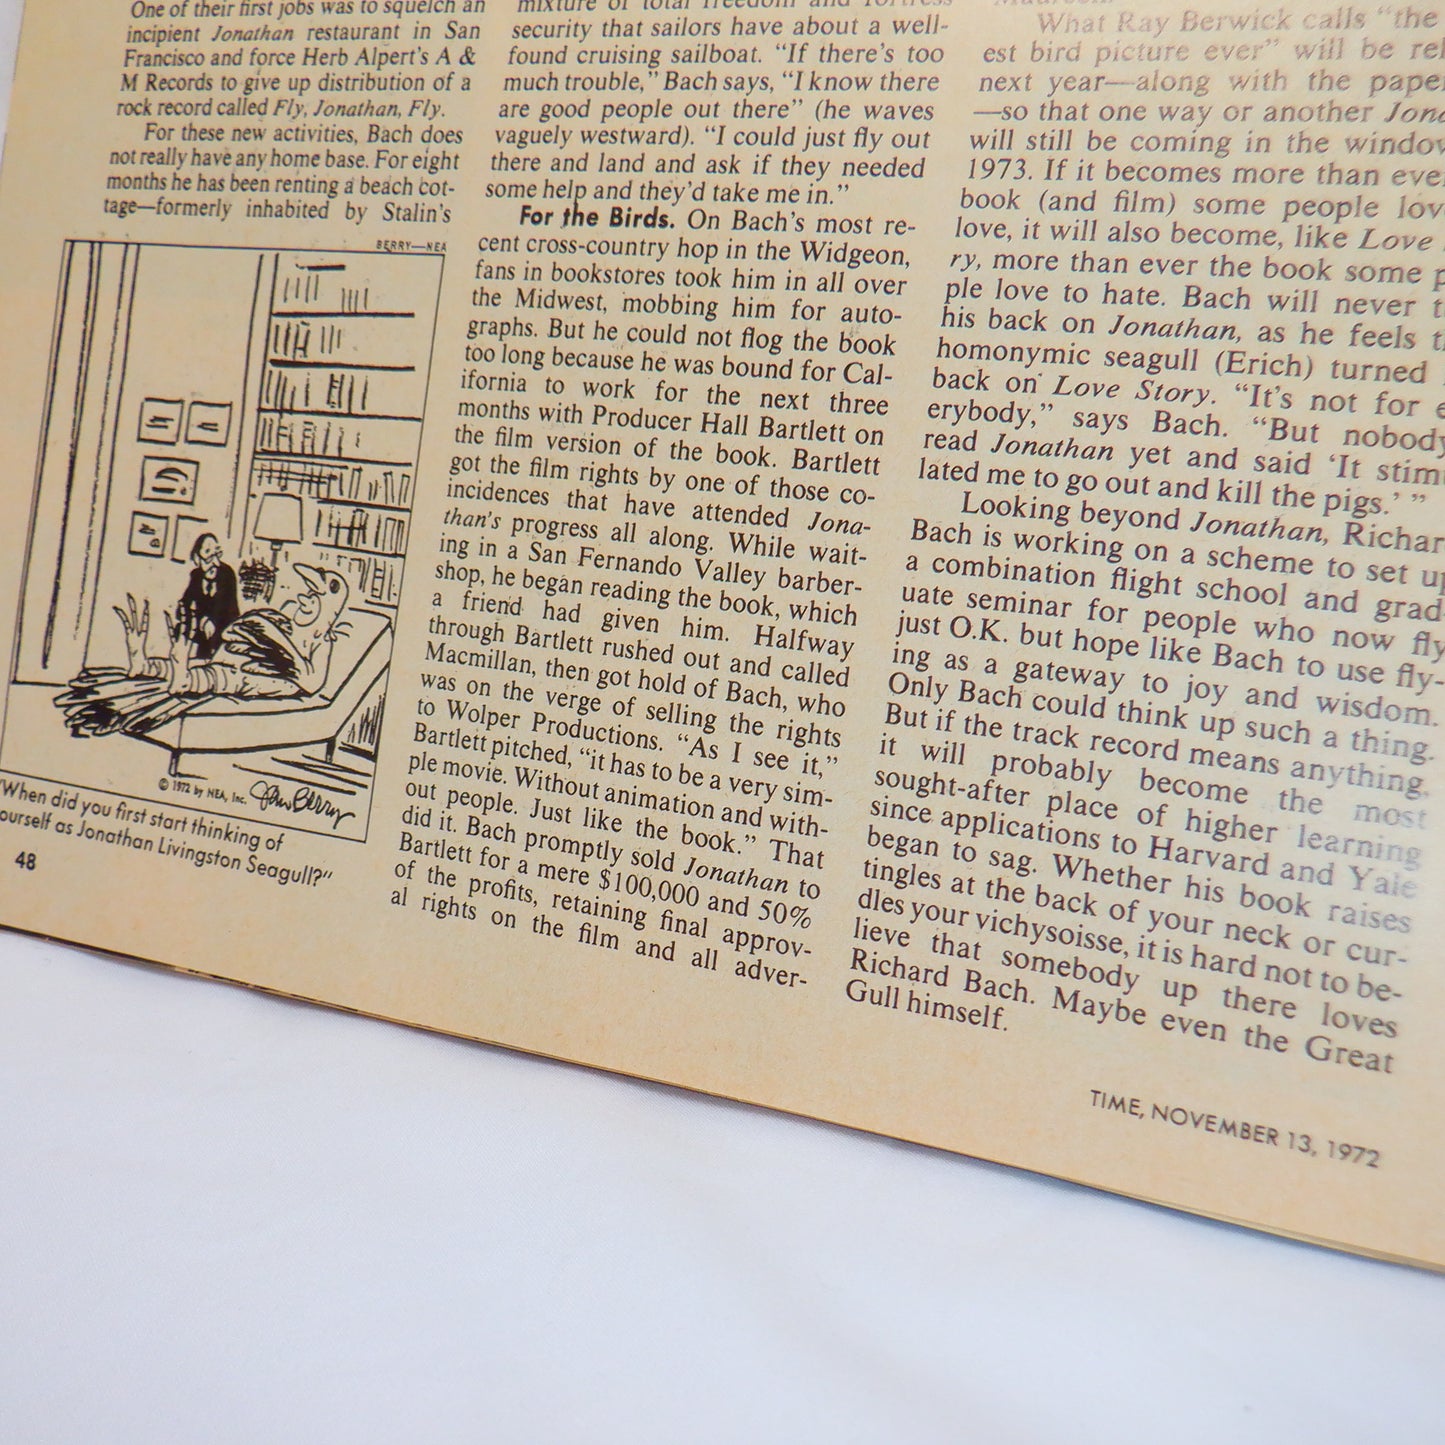 One of their first jobs was to squelch an
incipient Jonathan restaurant in San
Francisco and force Herb Alpert's A &
M Records to give up distribution of a
rock record called Fly, Jonathan, Fly.
For these new activities, Bach does
not really have any home base. For eight
months he has been renting a beach cot-
tage—formerly inhabited by Stalin's
BERRY—NEA
© 1972 by NEA, Inc.
Jim Berry
"When did you first start thinking of
yourself as Jonathan Livingston Seagull?"
48
mixture of total freedom and fortress
security that sailors have about a well-
found cruising sailboat. "If there's too
much trouble," Bach says, "I know there
are good people out there" (he waves
vaguely westward). "I could just fly out
there and land and ask if they needed
some help and they'd take me in."
For the Birds. On Bach's most re-
cent cross-country hop in the Widgeon,
fans in bookstores took him in all over
the Midwest, mobbing him for auto-
graphs. But he could not flog the book
too long because he was bound for Cal-
ifornia to work for the next three
months with Producer Hall Bartlett on
the film version of the book. Bartlett
got the film rights by one of those co-
incidences that have attended Jona-
than's progress all along. While wait-
ing in a San Fernando Valley barber-
shop, he began reading the book, which
a friend had given him. Halfway
through Bartlett rushed out and called
Macmillan, then got hold of Bach, who
was on the verge of selling the rights
to Wolper Productions. "As I see it,"
Bartlett pitched, "it has to be a very sim-
ple movie. Without animation and with-
out people. Just like the book." That
did it. Bach promptly sold Jonathan to
Bartlett for a mere $100,000 and 50%
of the profits, retaining final approv-
al rights on the film and all adver-
What Ray Berwick calls "the
est bird picture ever" will be
next year—along with the
—so that one way or another
will still be coming in the
1973. If it becomes more than
book (and film) some people
love, it will also become, like Love
ry, more than ever the book some
ple love to hate. Bach will never
his back on Jonathan, as he feels
homonymic seagull (Erich) turned
back on Love Story. "It's not for
erybody," says Bach. "But nobody
read Jonathan yet and said 'It stimu-
lated me to go out and kill the pigs.' "
Looking beyond Jonathan, Richard
Bach is working on a scheme to set up
a combination flight school and grad-
uate seminar for people who now fly
just O.K. but hope like Bach to use fly-
ing as a gateway to joy and wisdom.
Only Bach could think up such a thing.
But if the track record means anything,
it will probably become the most
sought-after place of higher learning
since applications to Harvard and Yale
began to sag. Whether his book raises
tingles at the back of your neck or cur-
dles your vichysoisse, it is hard not to be-
lieve that somebody up there loves
Richard Bach. Maybe even the Great
Gull himself.
TIME, NOVEMBER 13, 1972